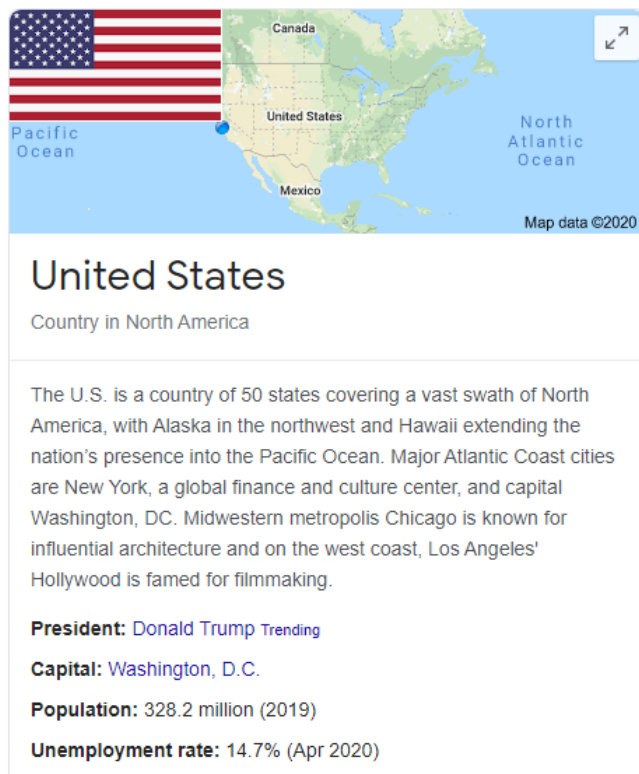 Canada
United States
Mexico
Pacific
Ocean
North
Atlantic
Ocean
Map data ©2020
United States
Country in North America
The U.S. is a country of 50 states covering a vast swath of North
America, with Alaska in the northwest and Hawaii extending the
nation’s presence into the Pacific Ocean. Major Atlantic Coast cities
are New York, a global finance and culture center, and capital
Washington, DC. Midwestern metropolis Chicago is known for
influential architecture and on the west coast, Los Angeles'
Hollywood is famed for filmmaking.
President: Donald Trump Trending
Capital: Washington, D.C.
Population: 328.2 million (2019)
Unemployment rate: 14.7% (Apr 2020)